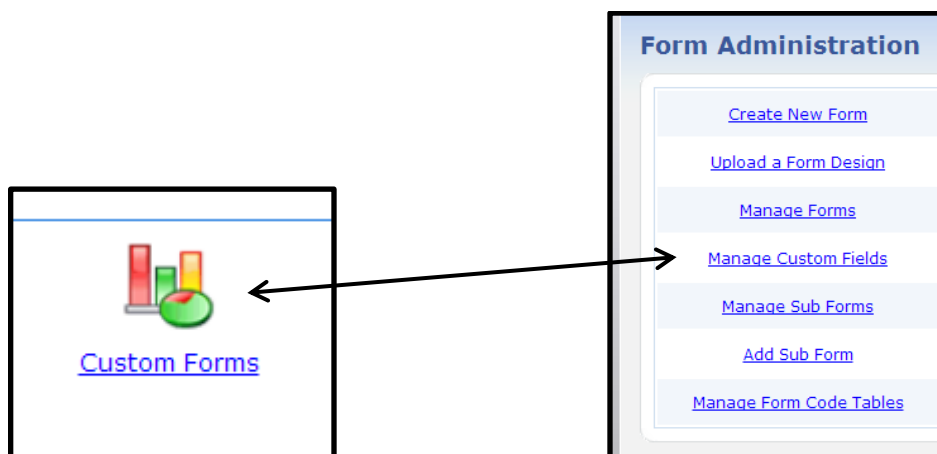 Form Administration
Create New Form
Upload a Form Design
Manage Forms
Manage Custom Fields
Manage Sub Forms
Add Sub Form
Manage Form Code Tables
Custom Forms